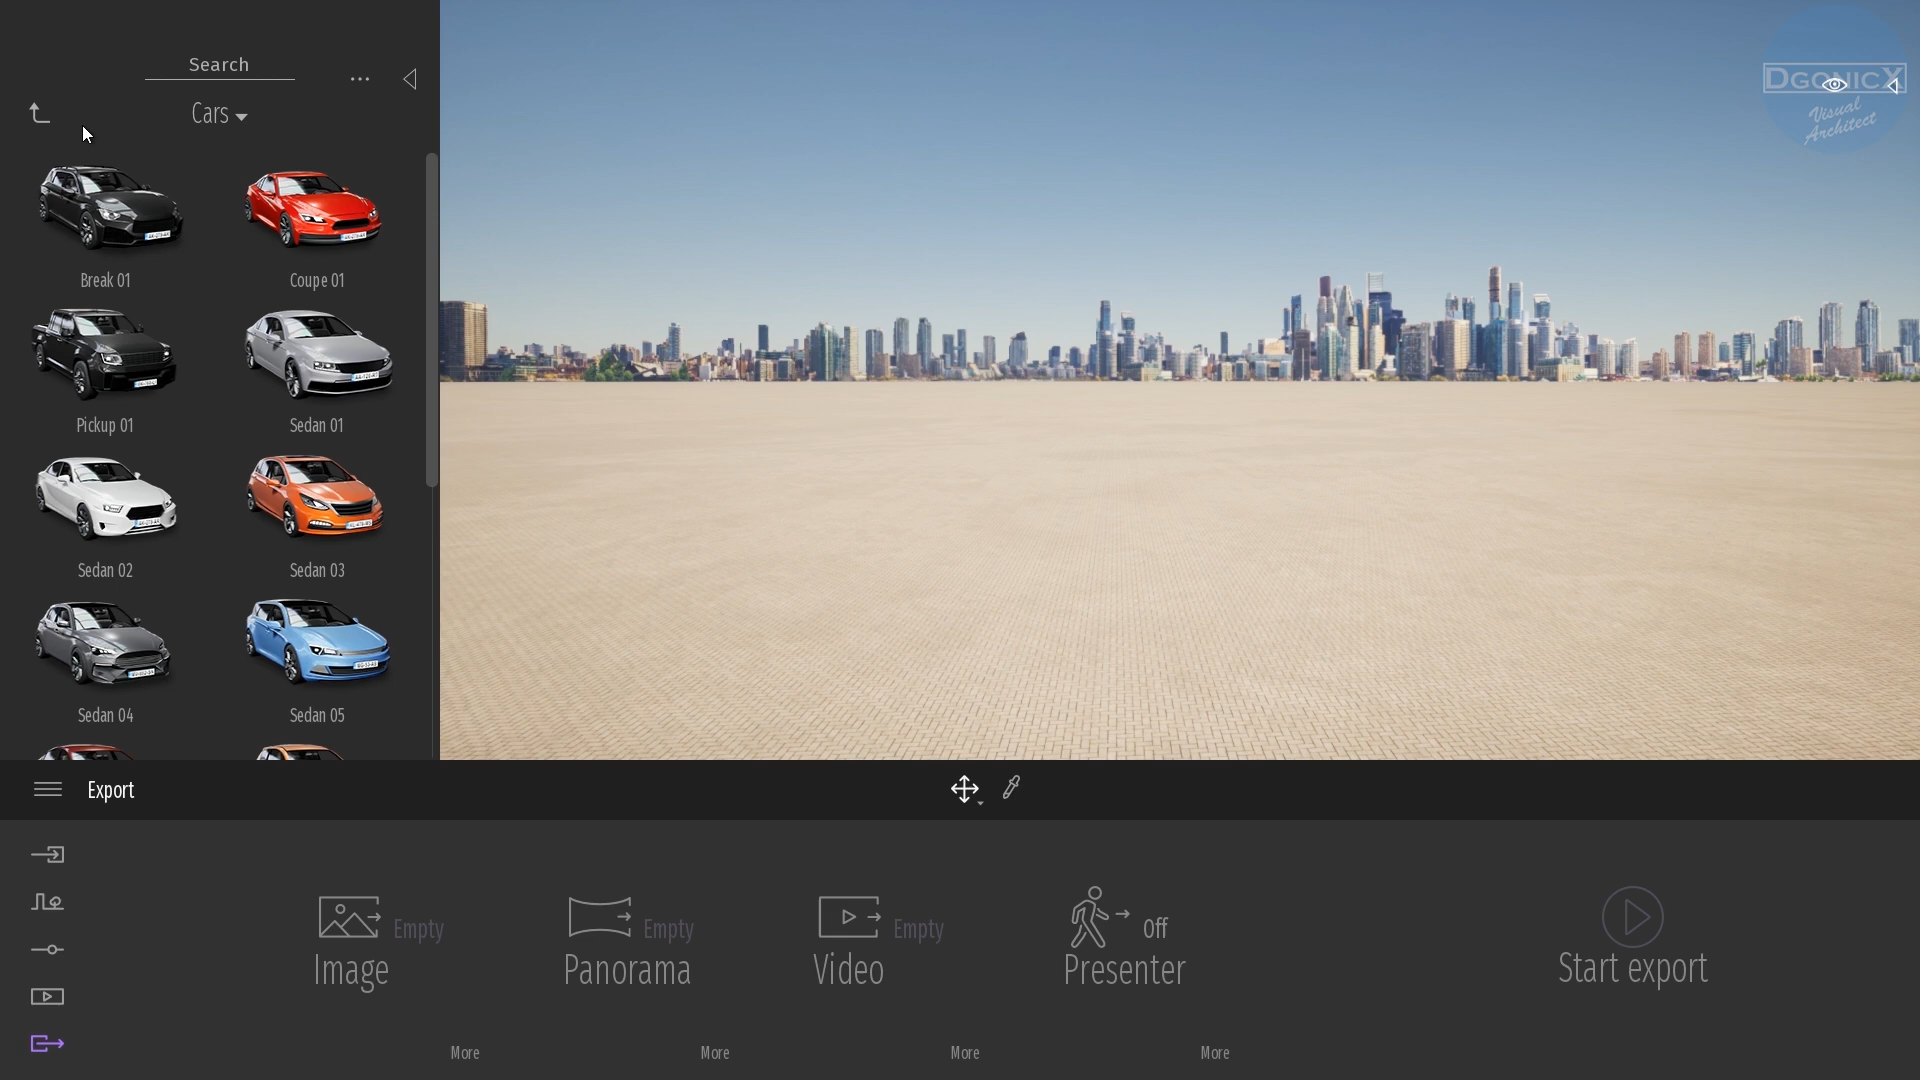 Search
Cars
Break 01
Coupe 01
Pickup 01
Sedan 01
Sedan 02
Sedan 03
Sedan 04
Sedan 05
DGONICX
Visual
Architect
Export
Empty
Image
More
Empty
Panorama
More
Empty
Video
More
Off
Presenter
More
Start export